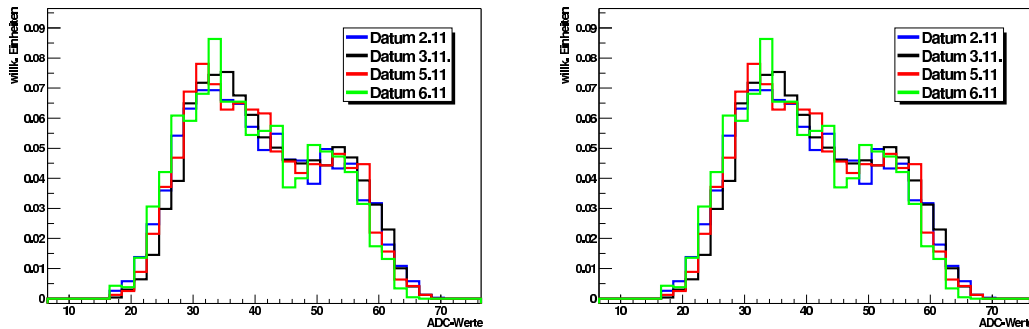 willk. Einheiten
0.09
0.08
0.07
0.06
0.05
0.04
0.03
0.02
0.01
0
Datum 2.11
Datum 3.11.
Datum 5.11
Datum 6.11
10 20 30 40 50 60 70
ADC-Werte
willk. Einheiten
0.09
0.08
0.07
0.06
0.05
0.04
0.03
0.02
0.01
0
Datum 2.11
Datum 3.11.
Datum 5.11
Datum 6.11
10 20 30 40 50 60 70
ADC-Werte